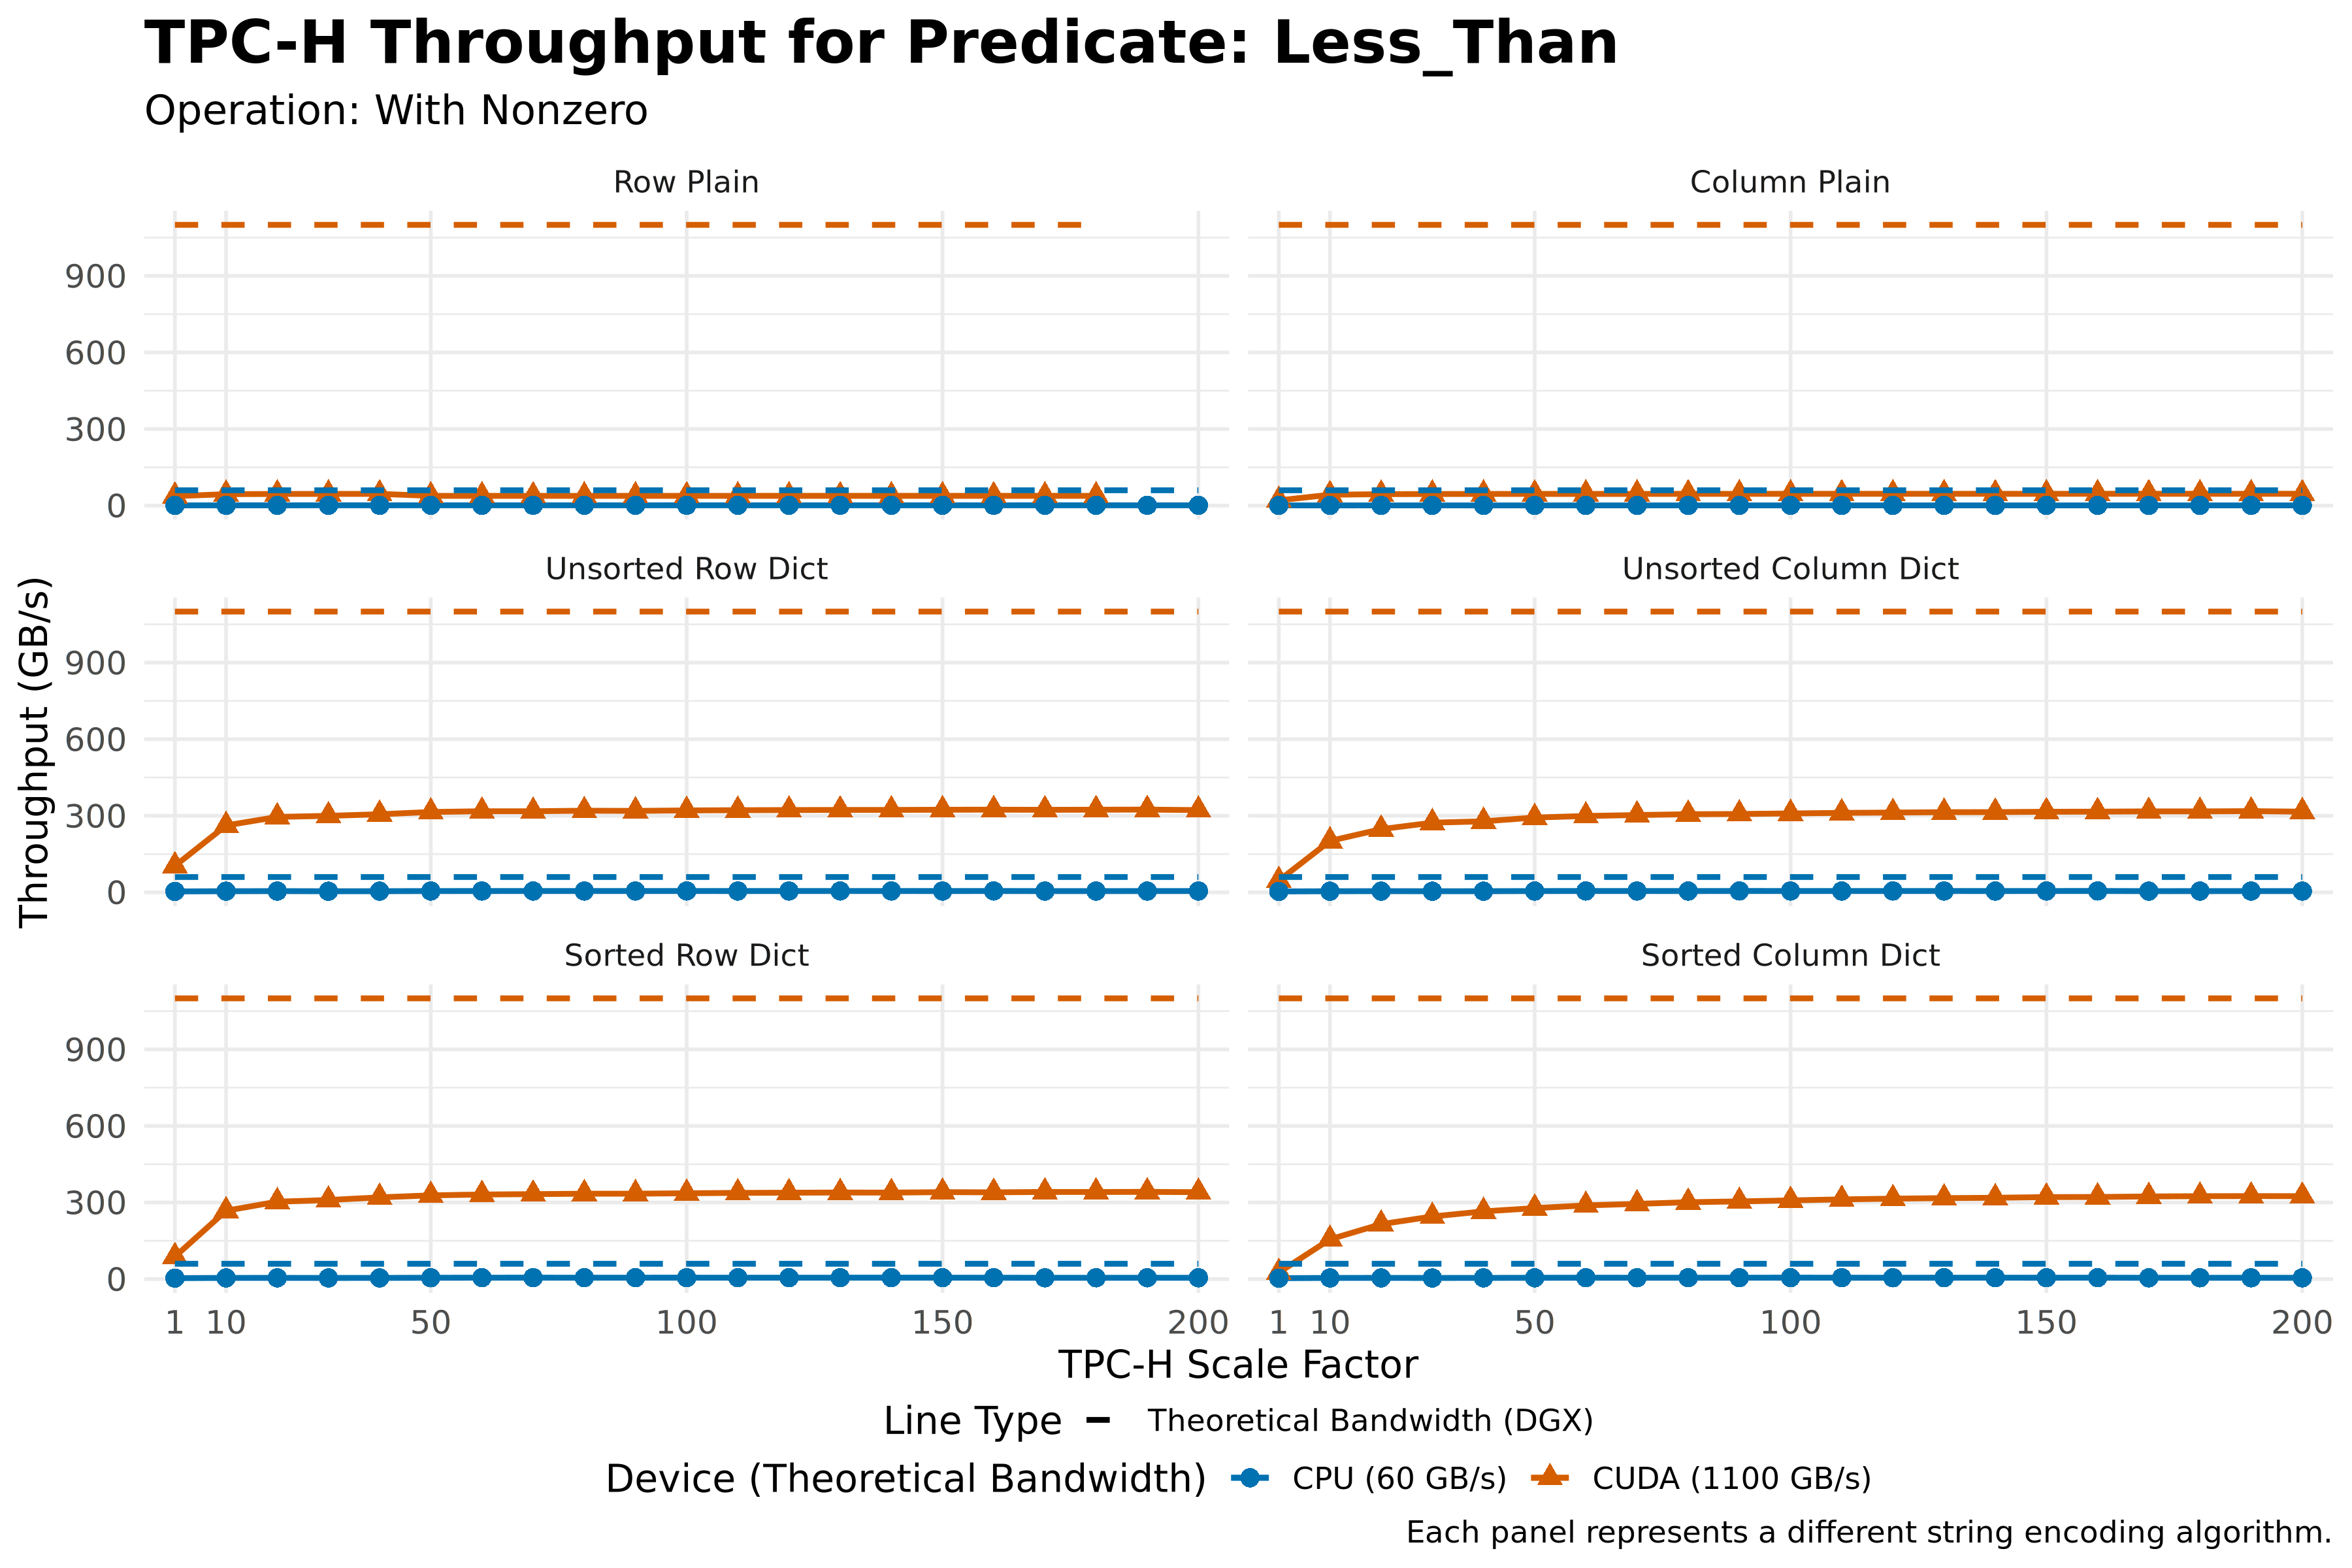 TPC-H Throughput for Predicate: Less_Than
Operation: With Nonzero
Row Plain
Column Plain
900
600
300
0
Unsorted Row Dict
Unsorted Column Dict
900
600
300
0
Throughput (GB/s)
Sorted Row Dict
Sorted Column Dict
900
600
300
0
1 10 50 100 150 200
1 10 50 100 150 200
TPC-H Scale Factor
Line Type Theoretical Bandwidth (DGX)
Device (Theoretical Bandwidth) CPU (60 GB/s) CUDA (1100 GB/s)
Each panel represents a different string encoding algorithm.